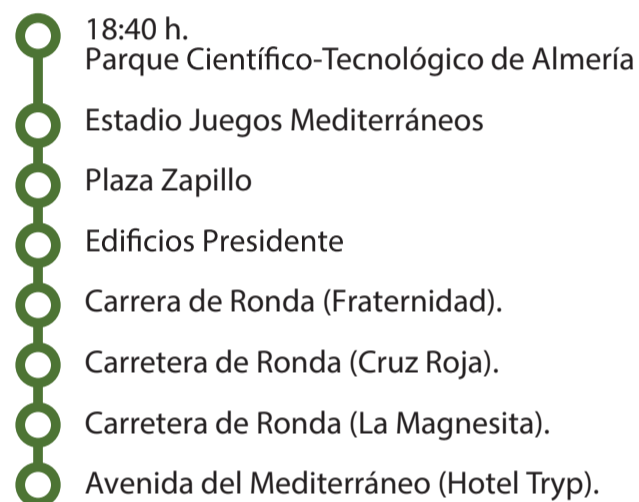 18:40 h.
Parque Científico-Tecnológico de Almería
Estadio Juegos Mediterráneos
Plaza Zapillo
Edificios Presidente
Carrera de Ronda (Fraternidad).
Carretera de Ronda (Cruz Roja).
Carretera de Ronda (La Magnesita).
Avenida del Mediterráneo (Hotel Tryp).